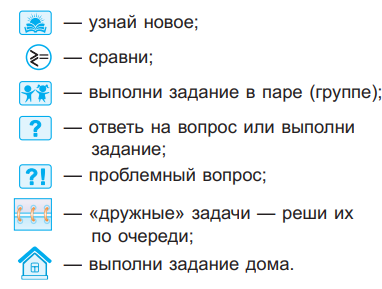 — узнай новое;
— сравни;
— выполни задание в паре (группе);
? — ответь на вопрос или выполни
задание;
?! — проблемный вопрос;
— «дружные» задачи — реши их
по очереди;
— выполни задание дома.